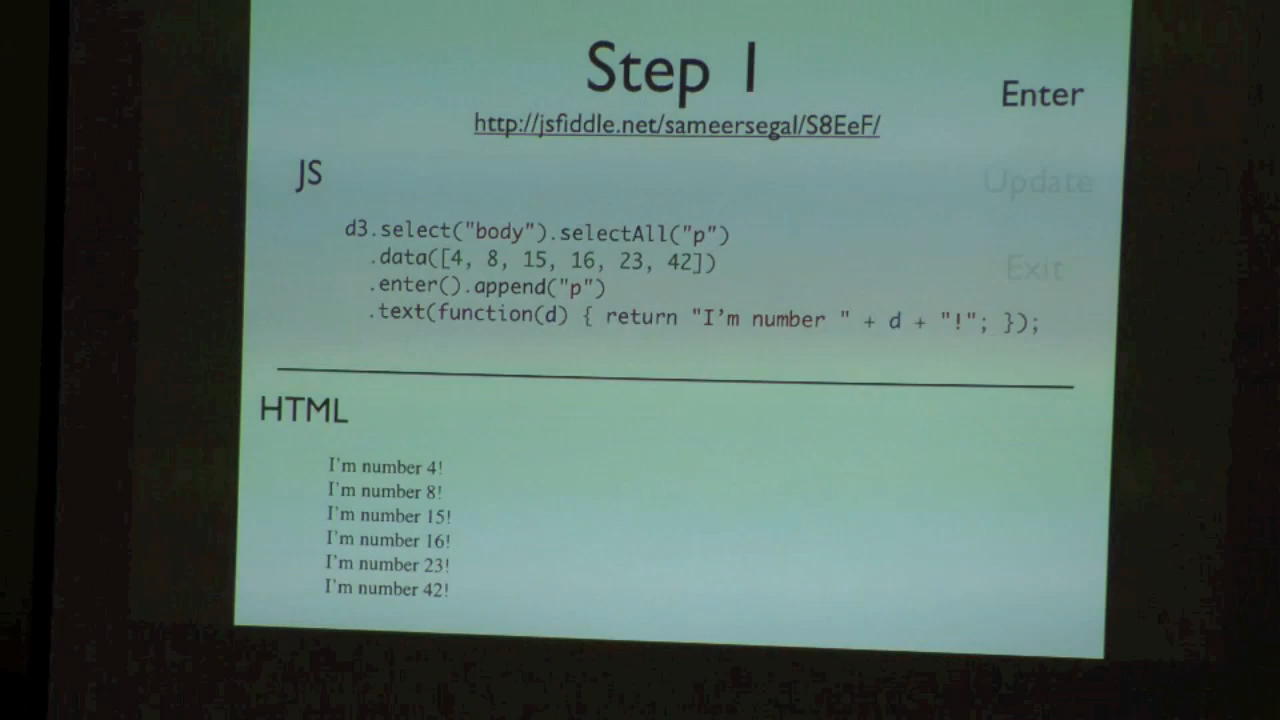 Step 1
Enter
http://jsfiddle.net/sameersegal/S8EeF/
JS
Update
d3.select("body").selectAll("p")
.data([4, 8, 15, 16, 23, 42])
Exit
.enter().append("p")
.text(function(d) { return "I'm number " + d + "!"; });
HTML
I'm number 4!
I'm number 8!
I'm number 15!
I'm number 16!
I'm number 23!
I'm number 42!